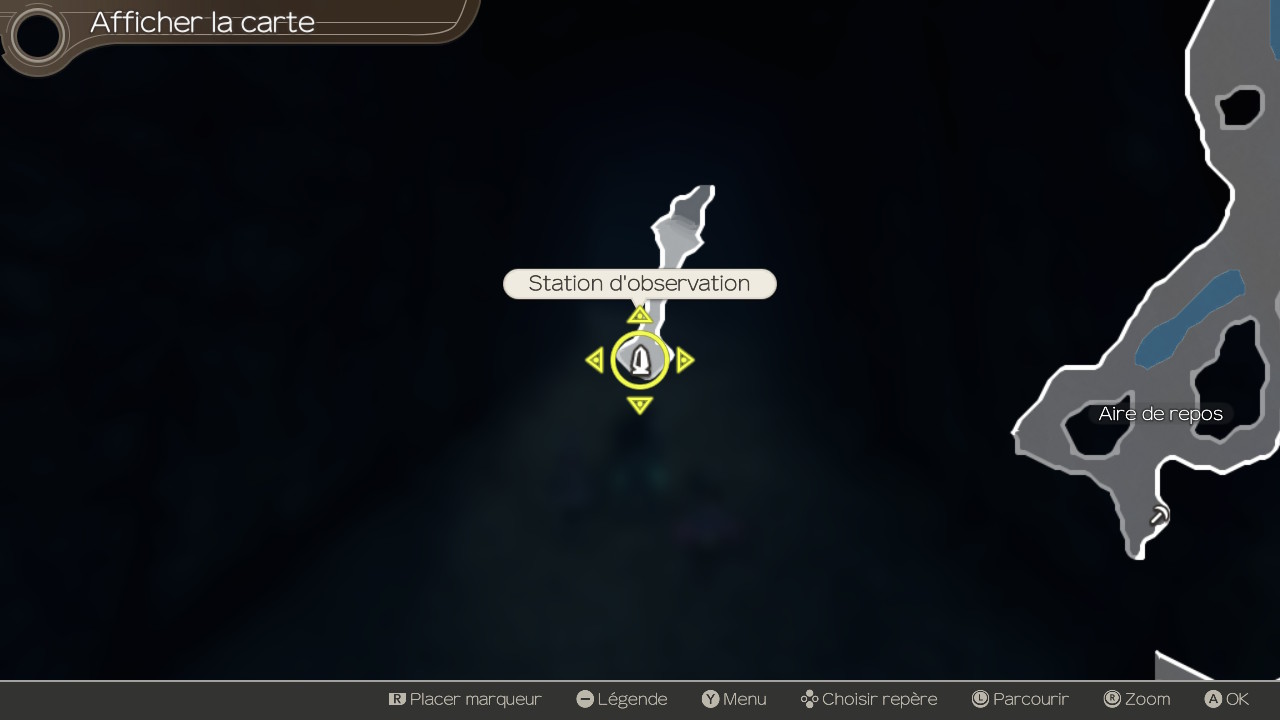 Afficher la carte
Station d'observation
Aire de repos
R Placer marqueur Légende Y Menu Choisir repère L Parcourir R Zoom A OK